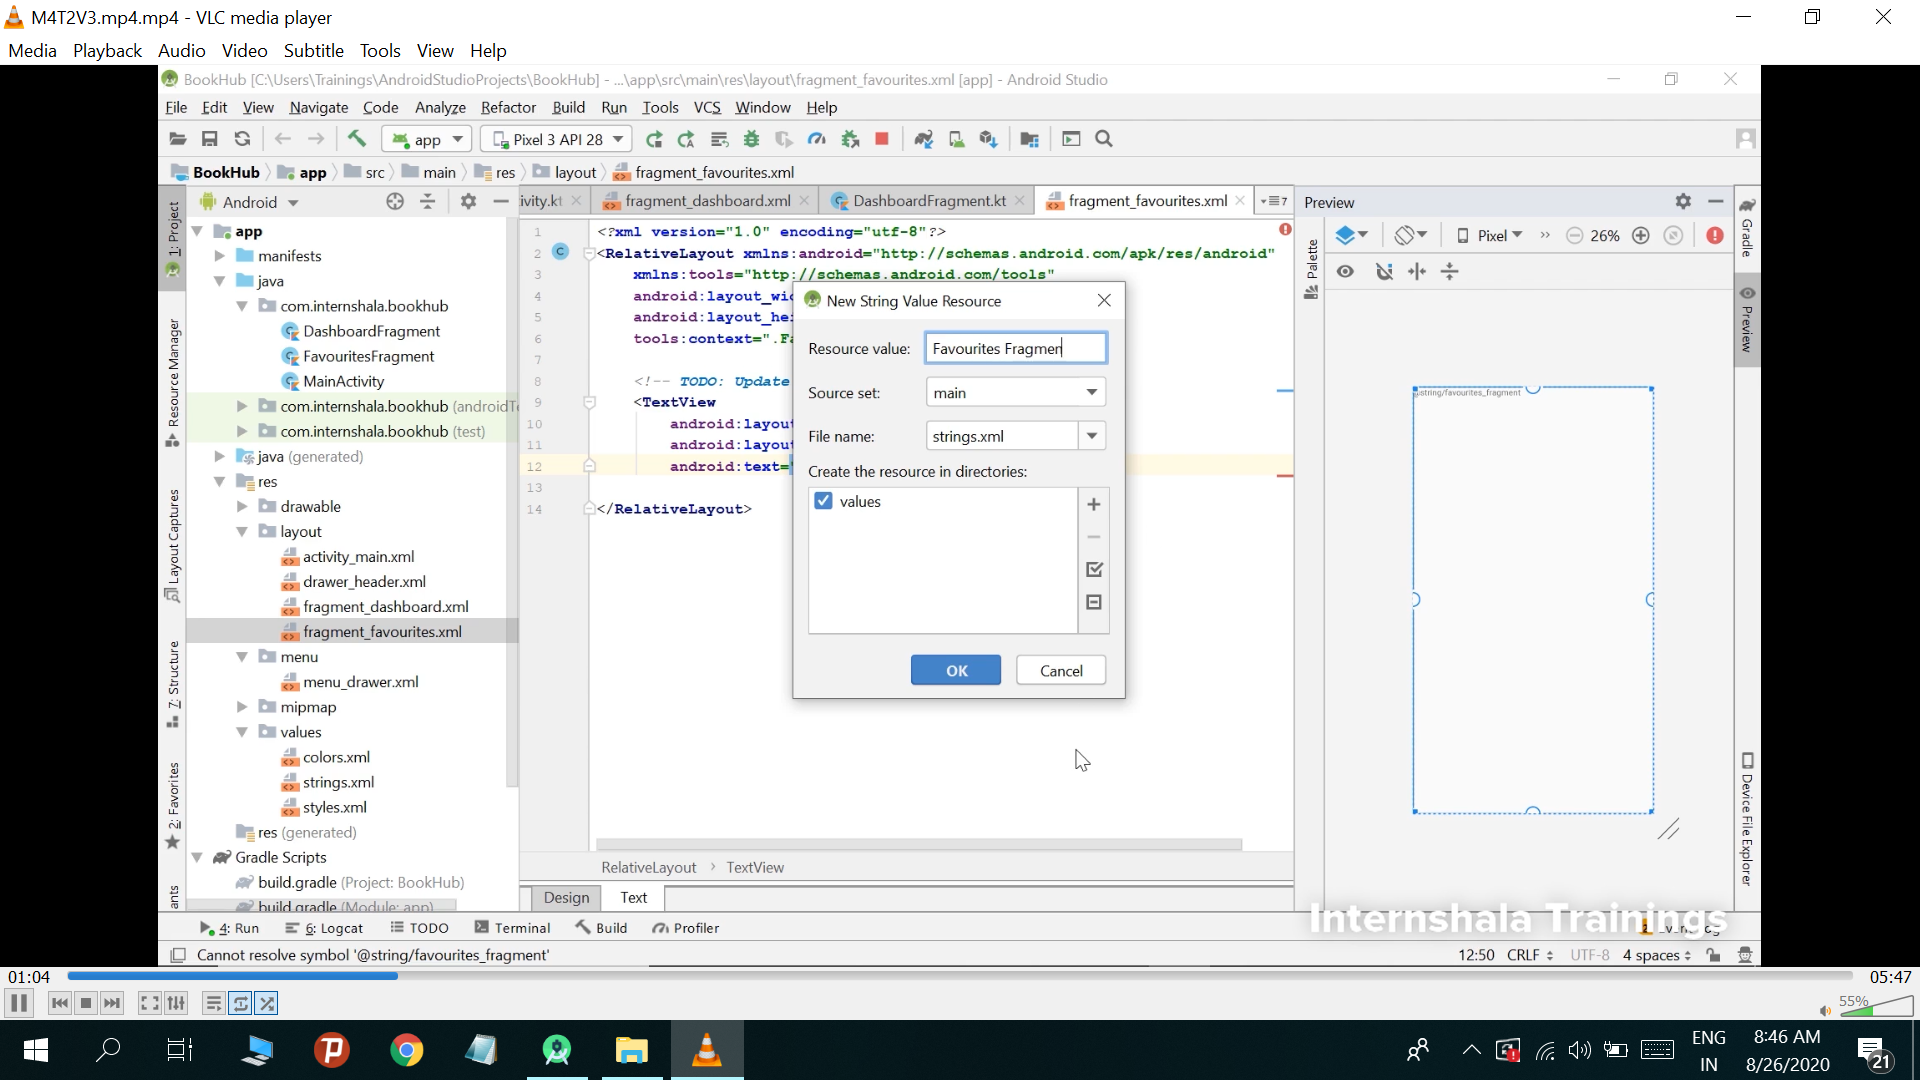 M4T2V3.mp4.mp4 - VLC media player
Media Playback Audio Video Subtitle Tools View Help
BookHub [C:\Users\Trainings\AndroidStudioProjects\BookHub] - ...\app\src\main\res\layout\fragment_favourites.xml [app] - Android Studio
File Edit View Navigate Code Analyze Refactor Build Run Tools VCS Window Help
app Pixel 3 API 28
BookHub app src main res layout fragment_favourites.xml
Android
ivity.kt fragment_dashboard.xml DashboardFragment.kt fragment_favourites.xml 7
Preview
1: Project
Resource Manager
Layout Captures
7: Structure
2: Favorites
ants
app
manifests
java
com.internshala.bookhub
DashboardFragment
FavouritesFragment
MainActivity
com.internshala.bookhub (androidTe
com.internshala.bookhub (test)
java (generated)
res
drawable
layout
activity_main.xml
drawer_header.xml
fragment_dashboard.xml
fragment_favourites.xml
menu
menu_drawer.xml
mipmap
values
colors.xml
strings.xml
styles.xml
res (generated)
Gradle Scripts
build.gradle (Project: BookHub)
build.gradle (Module: app)
1 <?xml version="1.0" encoding="utf-8"?>
2 <RelativeLayout xmlns:android="http://schemas.android.com/apk/res/android"
3 xmlns:tools="http://schemas.android.com/tools"
4 android:layout_wid
5 android:layout_hei
6 tools:context=".Fa
7
8 <!-- TODO: Update
9 <TextView
10 android:layout
11 android:layout
12 android:text="
13
14 </RelativeLayout>
New String Value Resource
Resource value: Favourites Fragmen
Source set: main
File name: strings.xml
Create the resource in directories:
values
OK Cancel
RelativeLayout › TextView
Design Text
Palette
Pixel 26%
@string/favourites_fragment
Gradle
Preview
Device File Explorer
Internshala Trainings
4: Run 6: Logcat TODO Terminal Build Profiler
Cannot resolve symbol '@string/favourites_fragment'
12:50 CRLF UTF-8 4 spaces
01:04 05:47
55%
ENG
IN
8:46 AM
8/26/2020
21